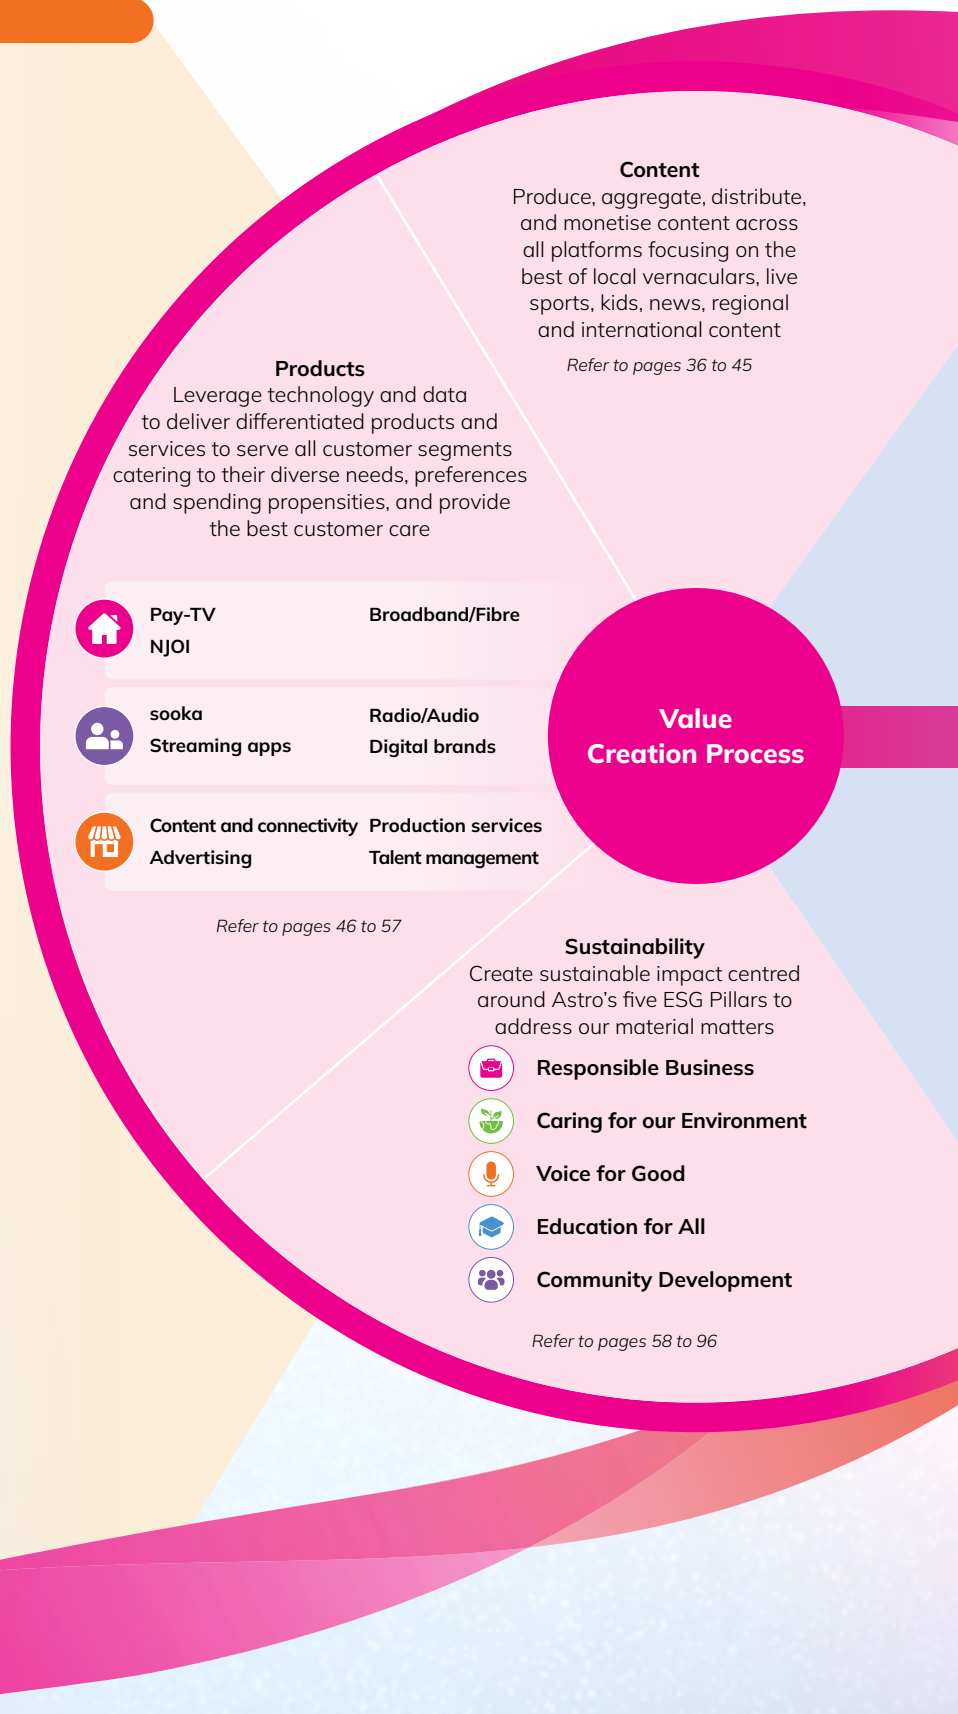 Content
Produce, aggregate, distribute,
and monetise content across
all platforms focusing on the
best of local vernaculars, live
sports, kids, news, regional
and international content
Refer to pages 36 to 45
Products
Leverage technology and data
to deliver differentiated products and
services to serve all customer segments
catering to their diverse needs, preferences
and spending propensities, and provide
the best customer care
Pay-TV
NJOI
Broadband/Fibre
sooka
Streaming apps
Radio/Audio
Digital brands
Content and connectivity
Advertising
Production services
Talent management
Refer to pages 46 to 57
Value
Creation Process
Sustainability
Create sustainable impact centred
around Astro’s five ESG Pillars to
address our material matters
Responsible Business
Caring for our Environment
Voice for Good
Education for All
Community Development
Refer to pages 58 to 96